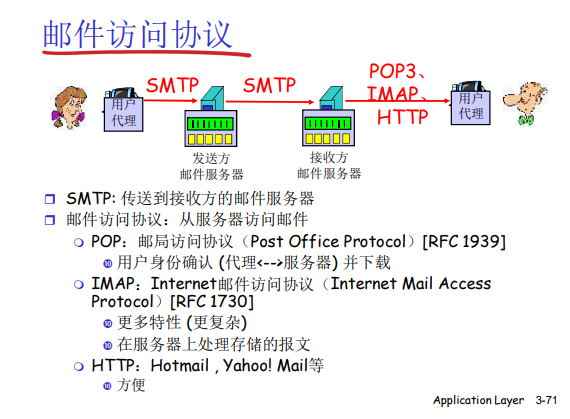 邮件访问协议
SMTP
SMTP
POP3、
IMAP、
HTTP
用户
代理
用户
代理
发送方
邮件服务器
接收方
邮件服务器
SMTP: 传送到接收方的邮件服务器
邮件访问协议：从服务器访问邮件
POP：邮局访问协议（Post Office Protocol）[RFC 1939]
用户身份确认 (代理<-->服务器) 并下载
IMAP：Internet邮件访问协议（Internet Mail Access
Protocol）[RFC 1730]
更多特性 (更复杂)
在服务器上处理存储的报文
HTTP：Hotmail , Yahoo! Mail等
方便
Application Layer 3-71